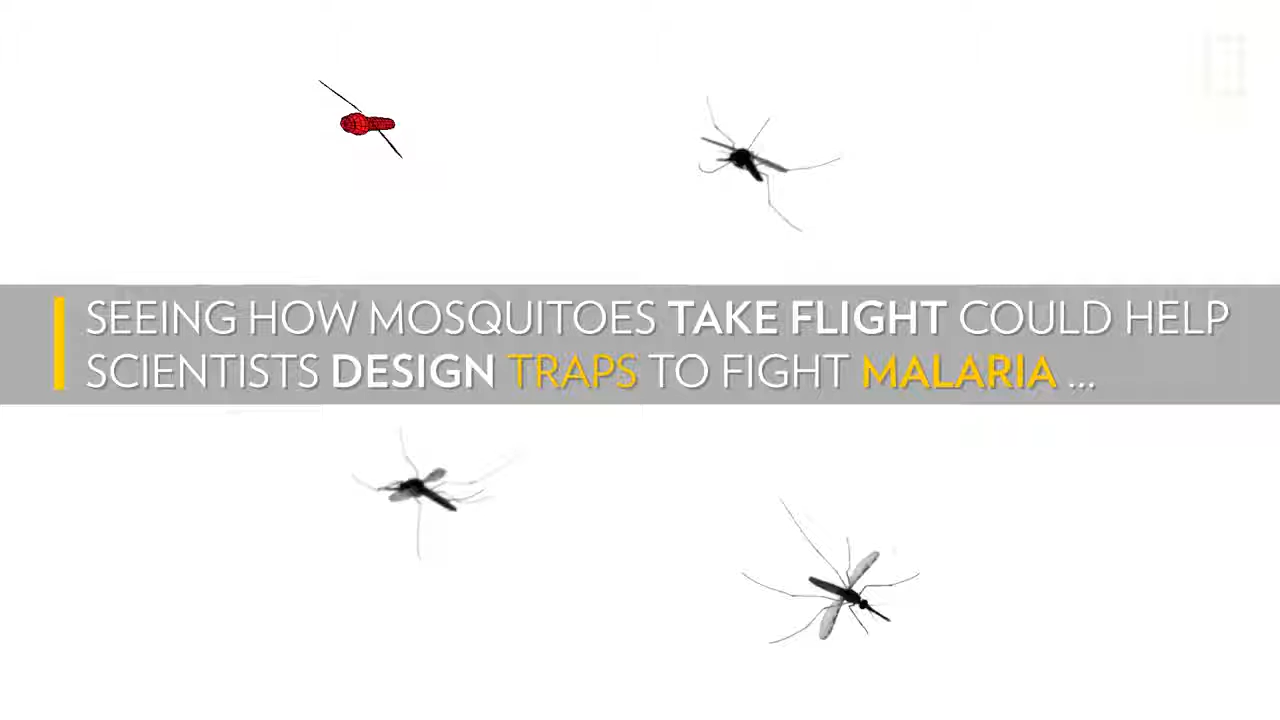 SEEING HOW MOSQUITOES TAKE FLIGHT COULD HELP
SCIENTISTS DESIGN TRAPS TO FIGHT MALARIA ...